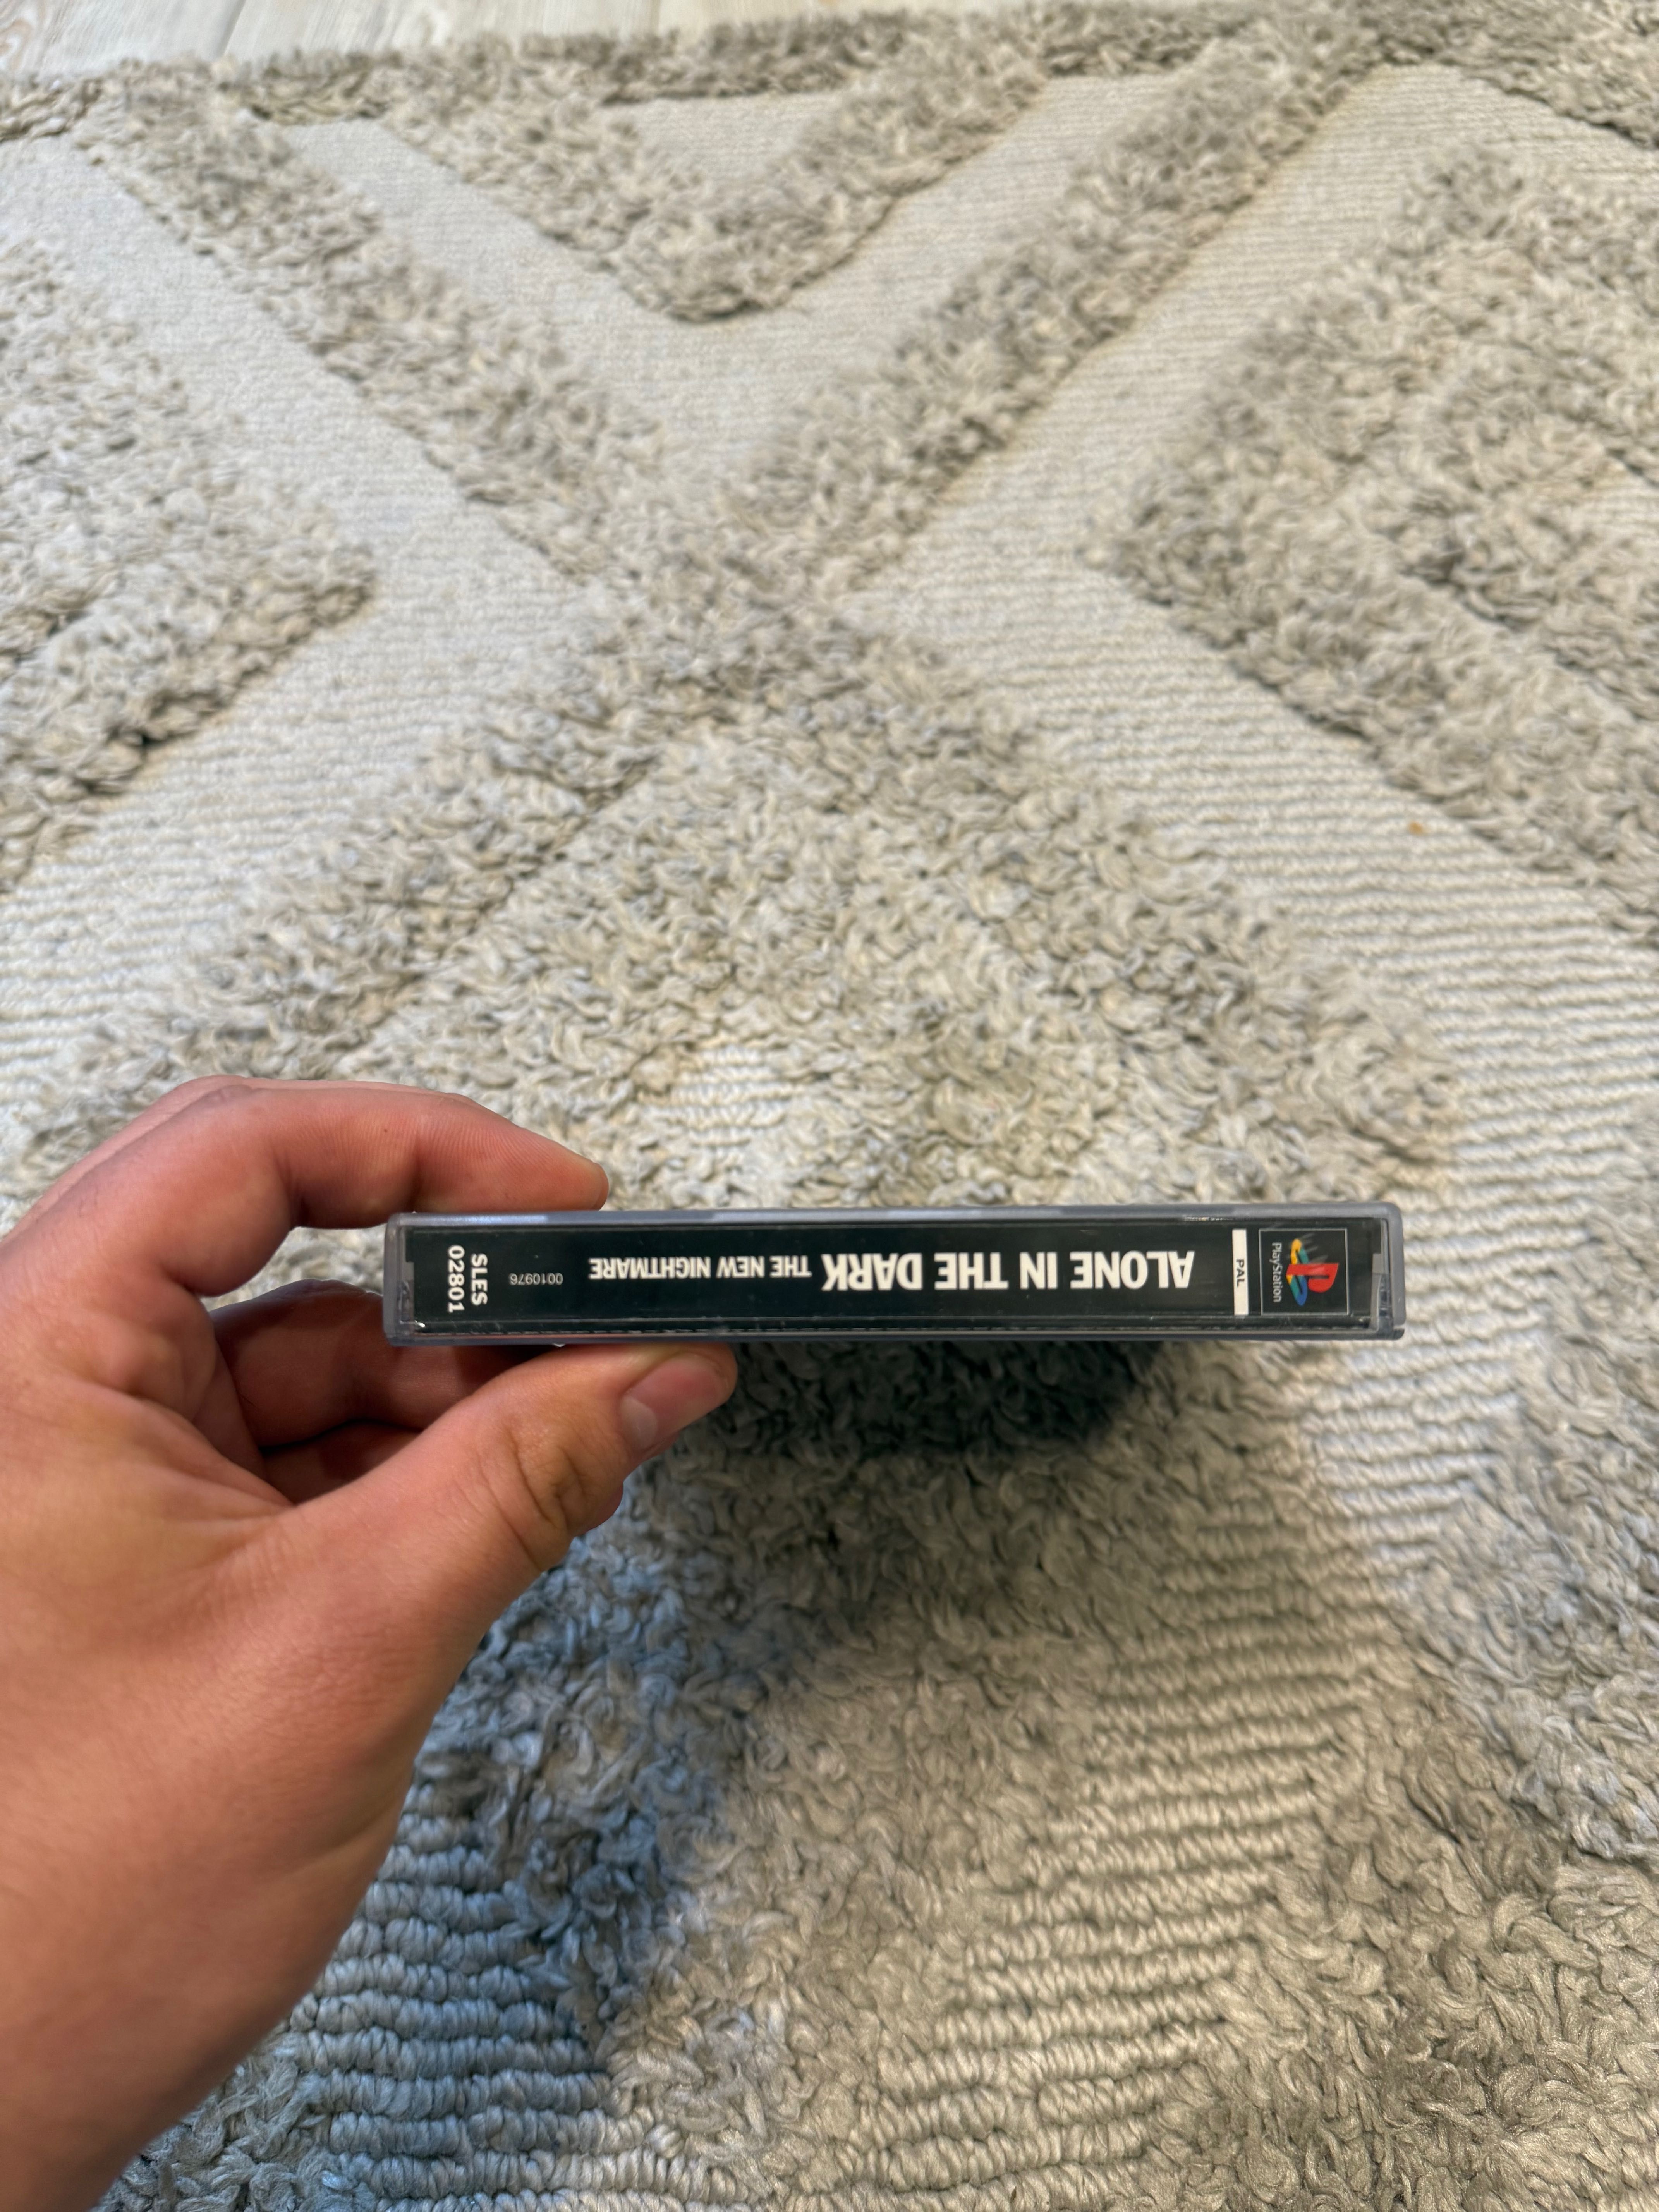 PlayStation
PAL
ALONE IN THE DARK THE NEW NIGHTMARE
0010976
SLES
02801